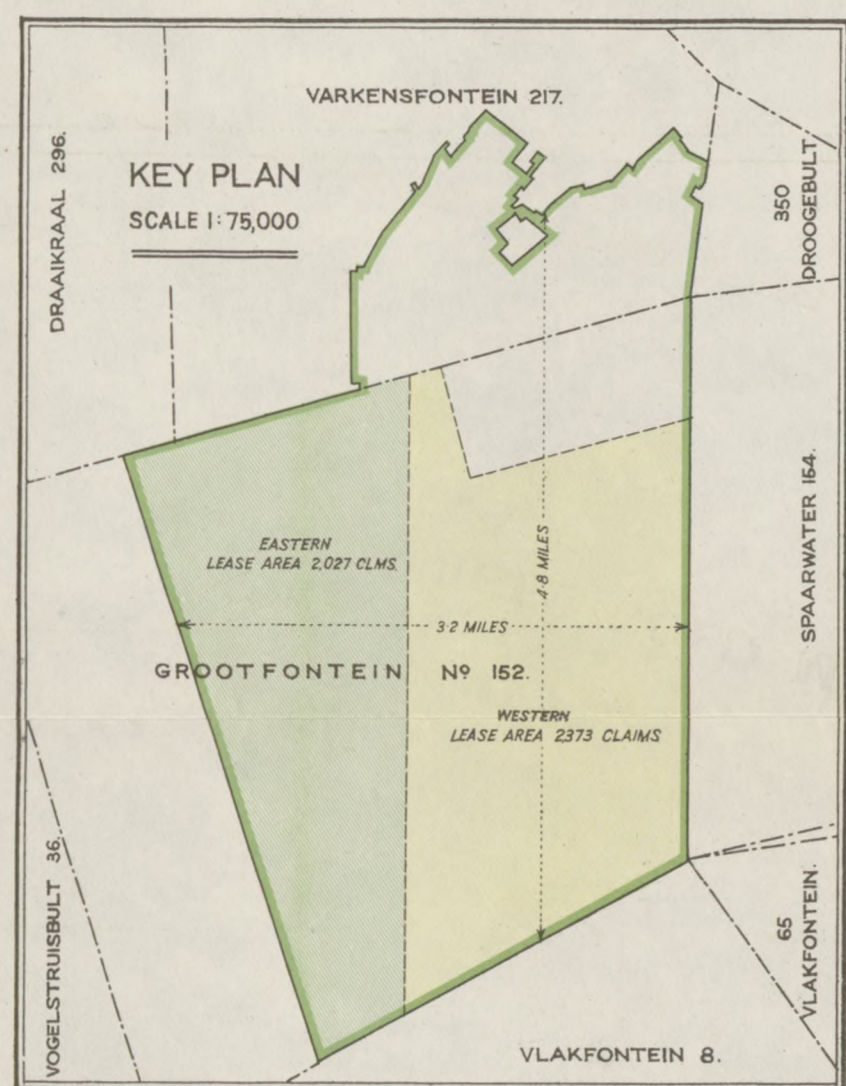 VARKENSFONTEIN 217.
DRAAIKRAAL 296.
KEY PLAN
SCALE 1:75,000
350
DROOGEBULT
EASTERN
LEASE AREA 2,027 CLMS.
4·8 MILES
SPAARWATER 154.
3·2 MILES
GROOTFONTEIN Nº 152.
WESTERN
LEASE AREA 2373 CLAIMS
VOGELSTRUISBULT 36.
65
VLAKFONTEIN.
VLAKFONTEIN 8.